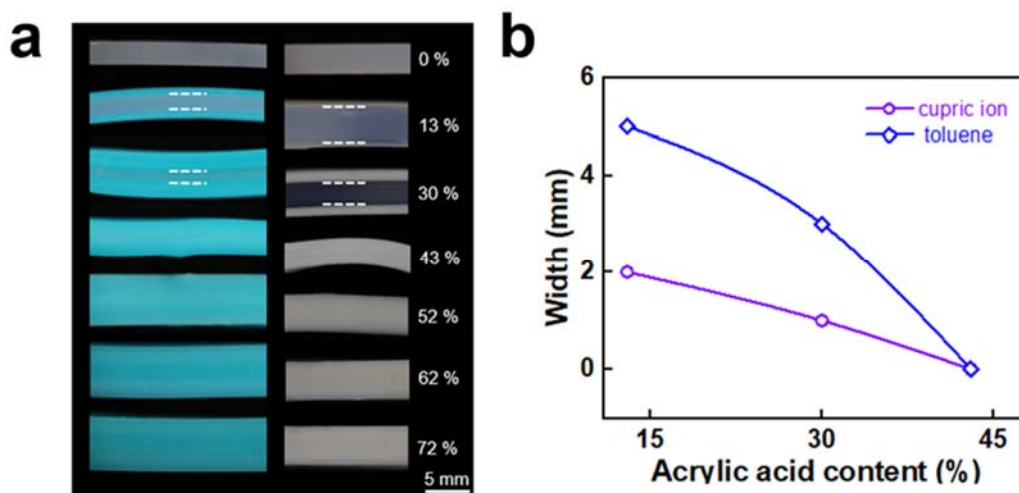 a
0 %
13 %
30 %
43 %
52 %
62 %
72 %
5 mm
b
6
4
2
0
Width (mm)
cupric ion
toluene
15
30
45
Acrylic acid content (%)